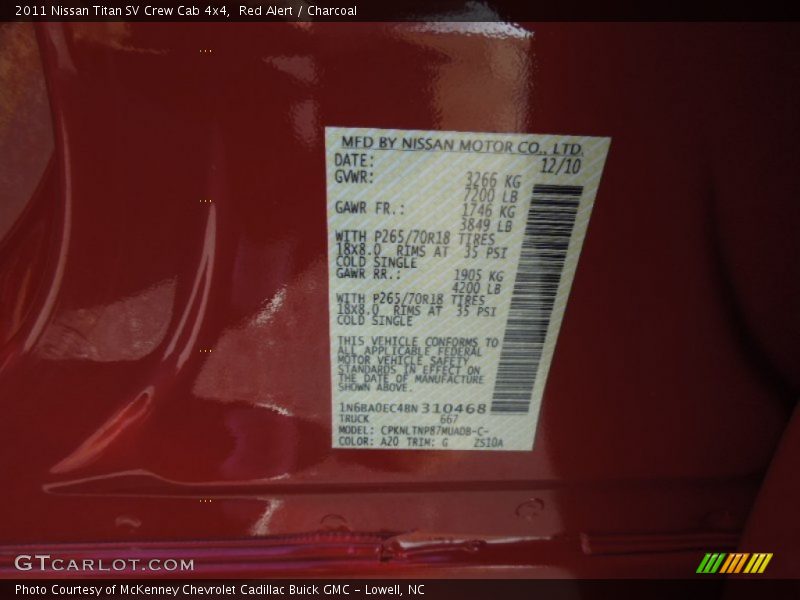 2011 Nissan Titan SV Crew Cab 4x4,  Red Alert / Charcoal
MFD BY NISSAN MOTOR CO., LTD.
DATE: 12/10
GVWR: 3266 KG
7200 LB
GAWR FR.: 1746 KG
3849 LB
WITH P265/70R18 TIRES
18X8.0 RIMS AT 35 PSI
COLD SINGLE
GAWR RR.: 1905 KG
4200 LB
WITH P265/70R18 TIRES
18X8.0 RIMS AT 35 PSI
COLD SINGLE
THIS VEHICLE CONFORMS TO
ALL APPLICABLE FEDERAL
MOTOR VEHICLE SAFETY
STANDARDS IN EFFECT ON
THE DATE OF MANUFACTURE
SHOWN ABOVE.
1N6BA0EC4BN310468
TRUCK 667
MODEL: CPKNLTNP87MUADB-C-
COLOR: A20 TRIM: G 2S10A
GTCARLOT.COM
Photo Courtesy of McKenney Chevrolet Cadillac Buick GMC - Lowell, NC